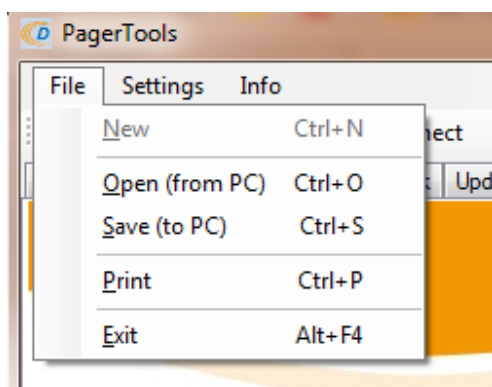 PagerTools
File Settings Info
New Ctrl+N
Open (from PC) Ctrl+O
Save (to PC) Ctrl+S
Print Ctrl+P
Exit Alt+F4